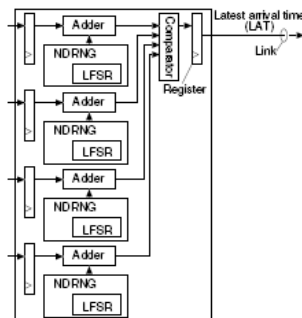 Adder
NDRNG
LFSR
Adder
NDRNG
LFSR
Adder
NDRNG
LFSR
Adder
NDRNG
LFSR
Comparator
Register
Latest arrival time
(LAT)
Link